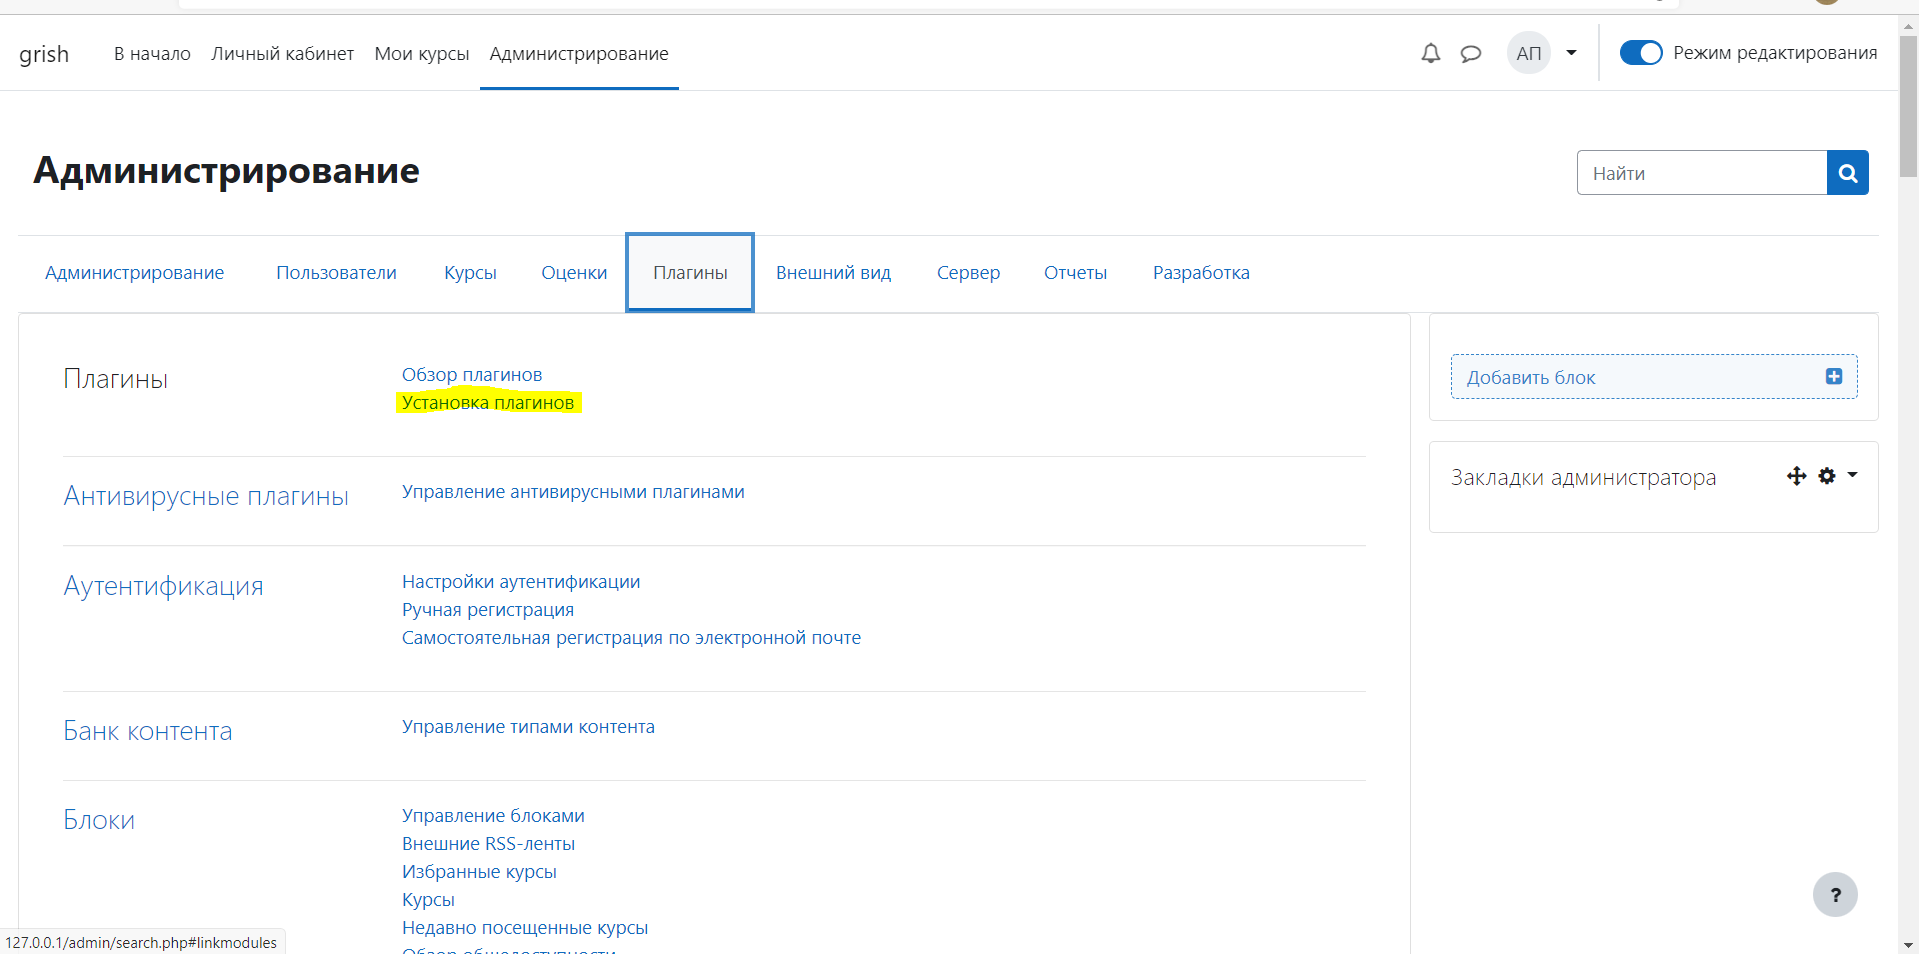 grish
В начало
Личный кабинет
Мои курсы
Администрирование
АП
Режим редактирования
Администрирование
Найти
Администрирование
Пользователи
Курсы
Оценки
Плагины
Внешний вид
Сервер
Отчеты
Разработка
Плагины
Обзор плагинов
Установка плагинов
Антивирусные плагины
Управление антивирусными плагинами
Аутентификация
Настройки аутентификации
Ручная регистрация
Самостоятельная регистрация по электронной почте
Банк контента
Управление типами контента
Блоки
Управление блоками
Внешние RSS-ленты
Избранные курсы
Курсы
Недавно посещенные курсы
Добавить блок
Закладки администратора
?
127.0.0.1/admin/search.php#linkmodules